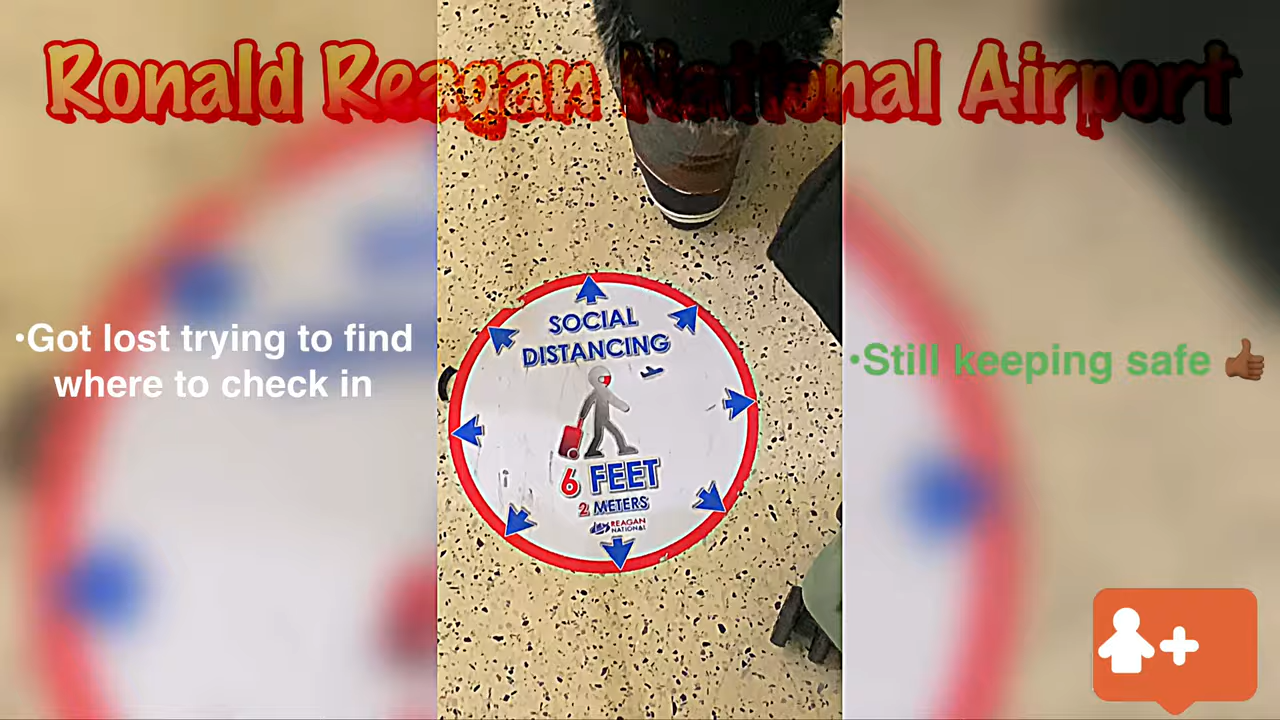 Ronald Reagan National Airport
•Got lost trying to find
where to check in
SOCIAL
DISTANCING
6 FEET
2 METERS
REAGAN
NATIONAL
•Still keeping safe 👍🏾